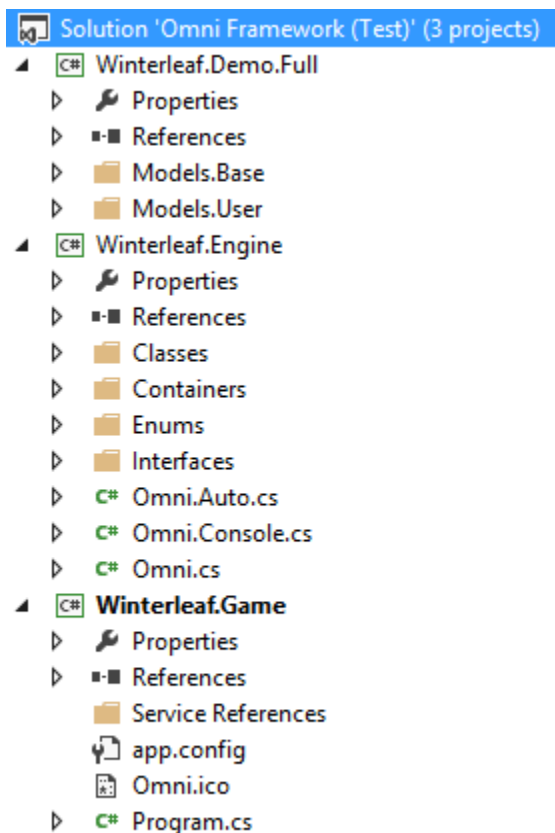 Solution 'Omni Framework (Test)' (3 projects)
C# Winterleaf.Demo.Full
Properties
References
Models.Base
Models.User
C# Winterleaf.Engine
Properties
References
Classes
Containers
Enums
Interfaces
C# Omni.Auto.cs
C# Omni.Console.cs
C# Omni.cs
C# Winterleaf.Game
Properties
References
Service References
app.config
Omni.ico
C# Program.cs